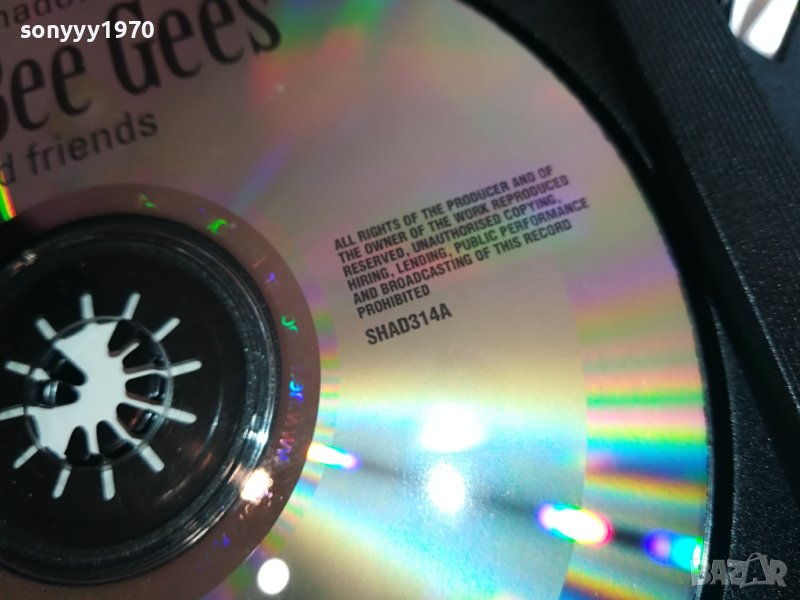 sonyyy1970
Bee Gees
friends
ALL RIGHTS OF THE PRODUCER AND OF
THE OWNER OF THE WORK REPRODUCED
RESERVED, UNAUTHORISED COPYING,
HIRING, LENDING, PUBLIC PERFORMANCE
AND BROADCASTING OF THIS RECORD
PROHIBITED
SHAD314A
BAZAR